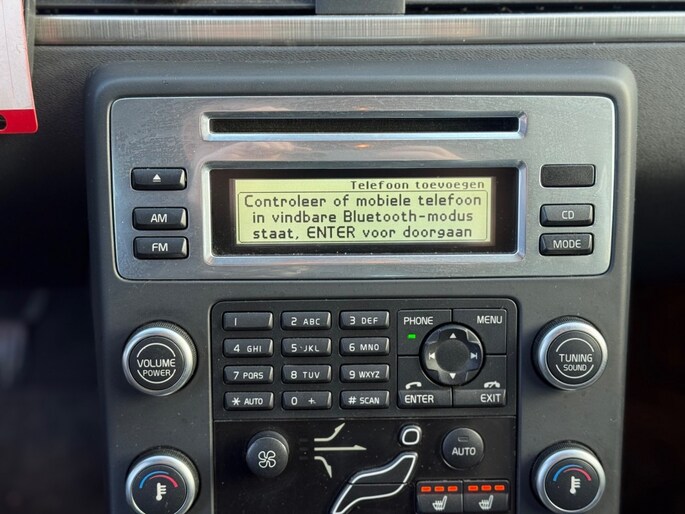 Telefoon toevoegen
Controleer of mobiele telefoon
in vindbare Bluetooth-modus
staat, ENTER voor doorgaan
AM
FM
CD
MODE
1
2 ABC
3 DEF
4 GHI
5 JKL
6 MNO
7 PQRS
8 TUV
9 WXYZ
* AUTO
0 +
# SCAN
PHONE
MENU
ENTER
EXIT
VOLUME
POWER
TUNING
SOUND
AUTO